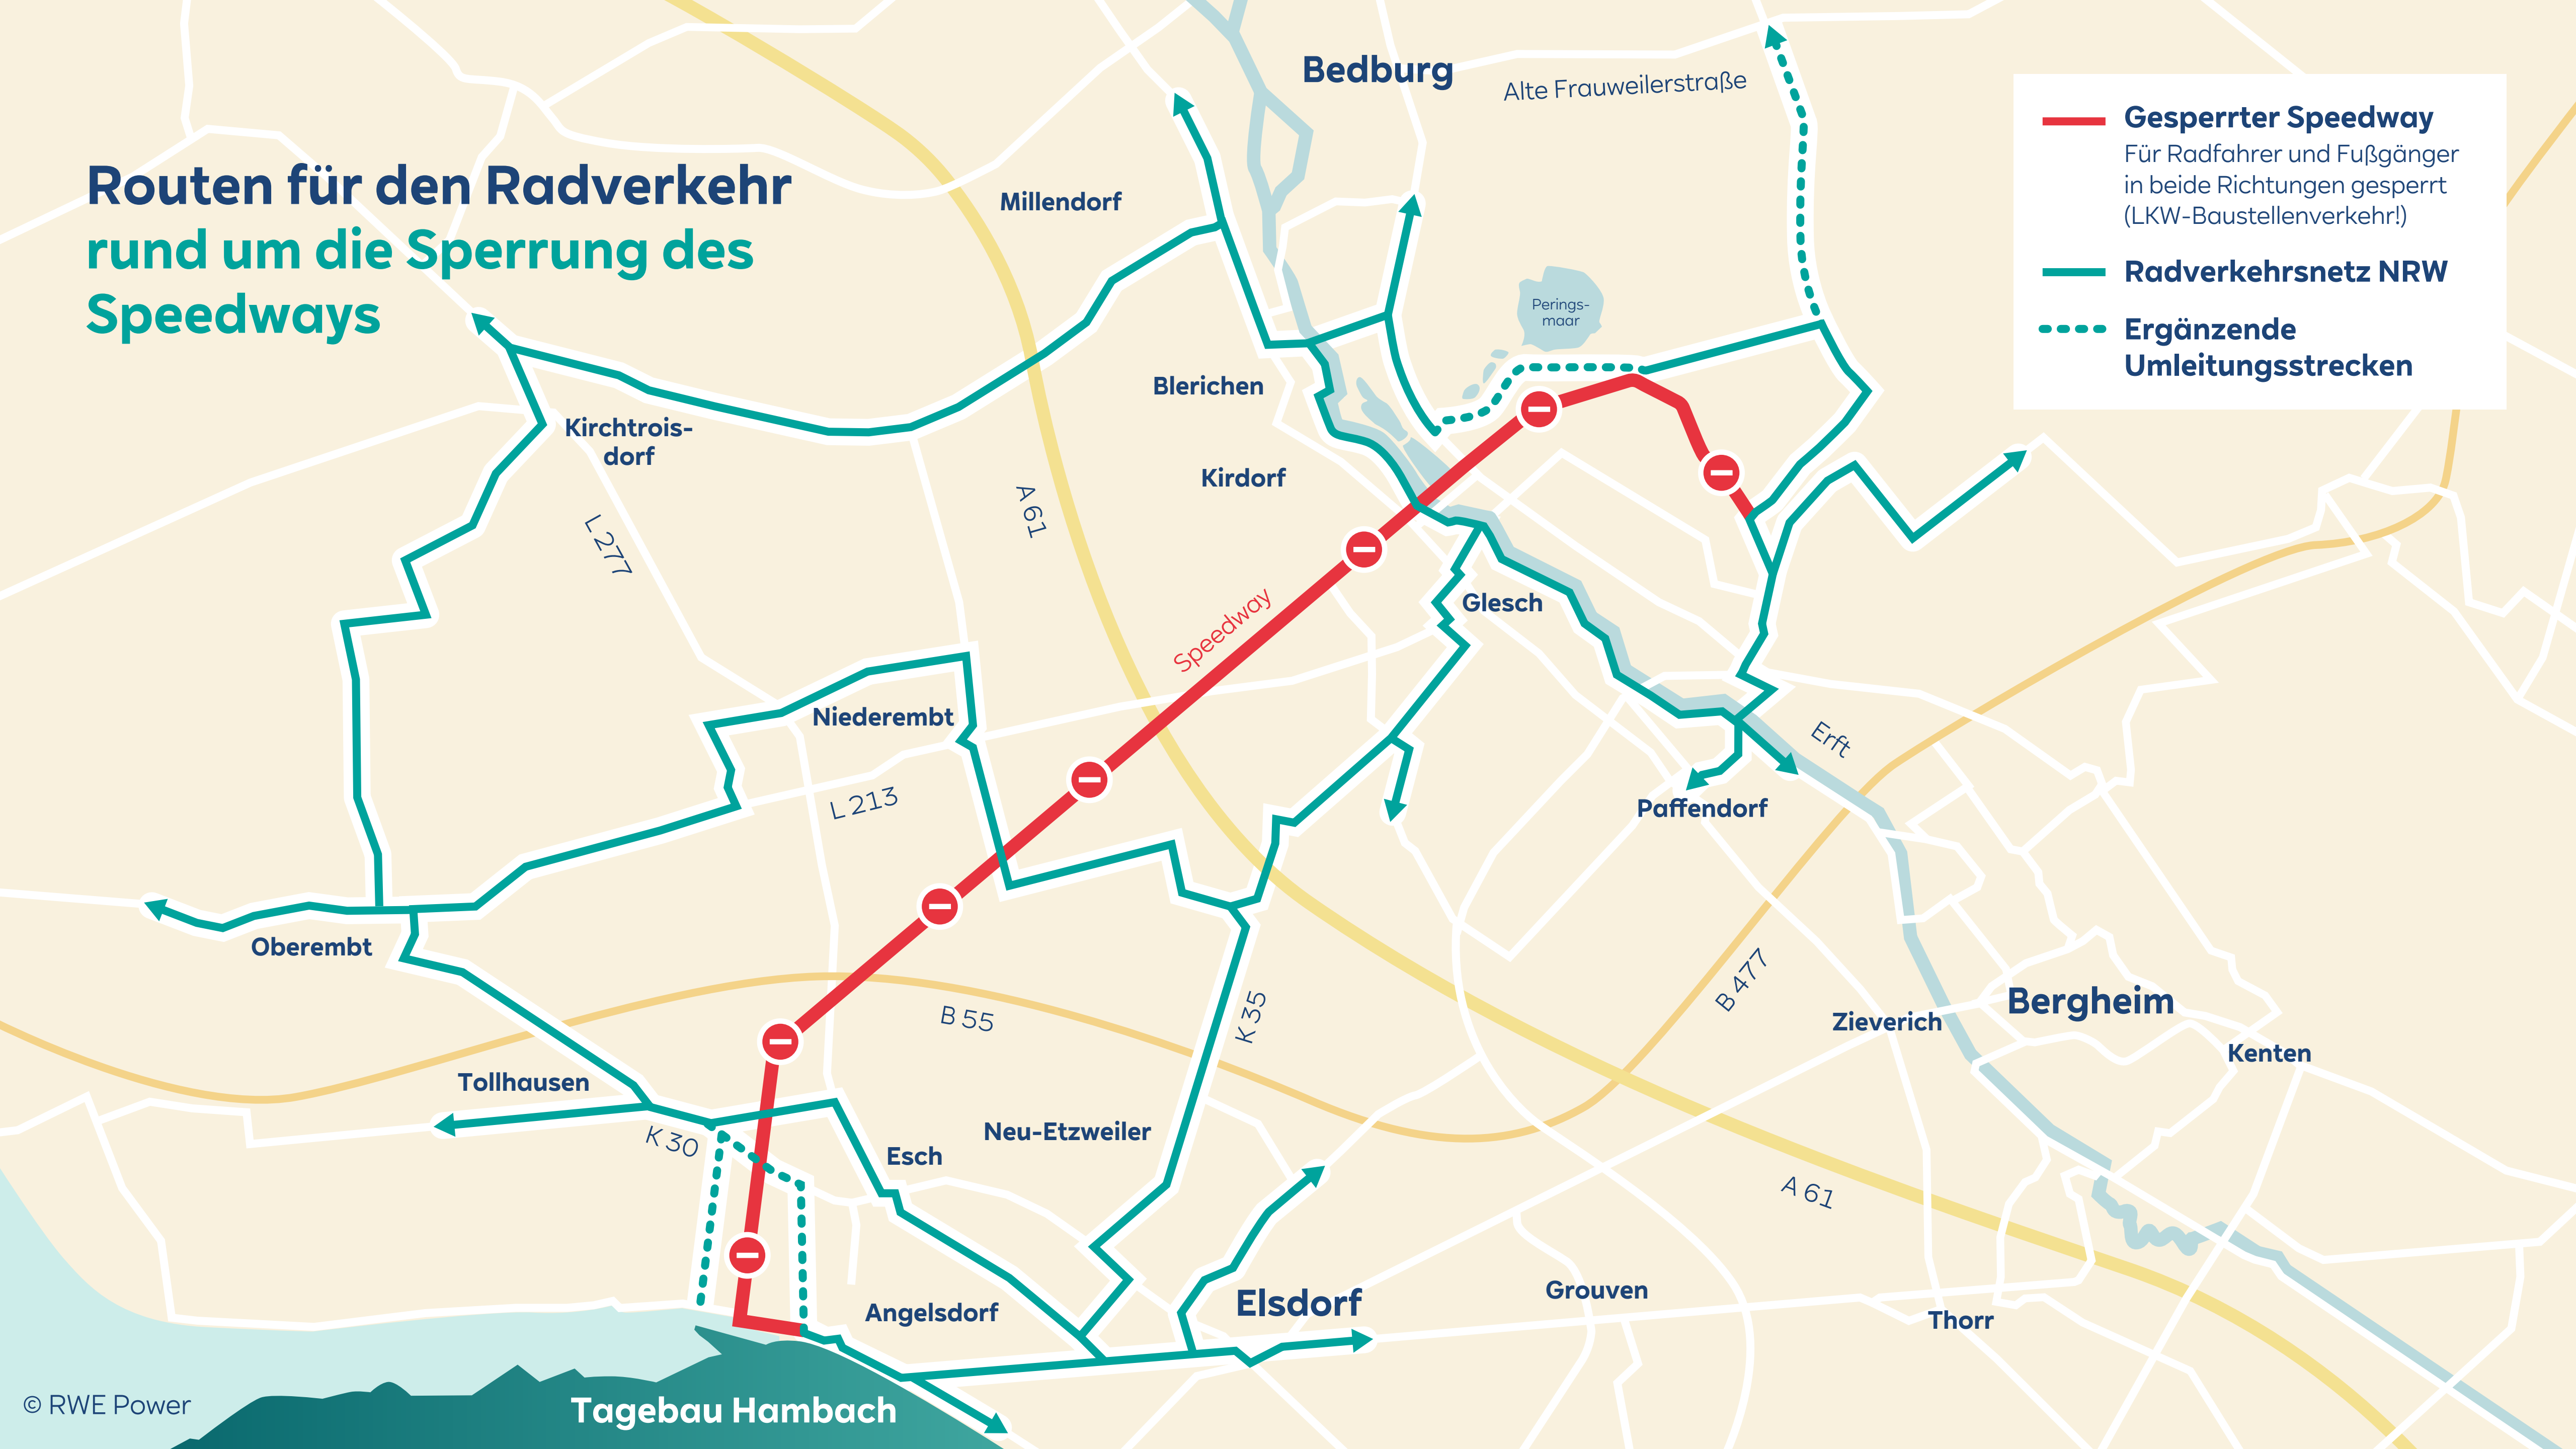 Routen für den Radverkehr
rund um die Sperrung des
Speedways
Bedburg
Alte Frauweilerstraße
Gesperrter Speedway
Für Radfahrer und Fußgänger
in beide Richtungen gesperrt
(LKW-Baustellenverkehr!)
Radverkehrsnetz NRW
Ergänzende
Umleitungsstrecken
Millendorf
Perings-
maar
Blerichen
Kirchtrois-
dorf
Kirdorf
A 61
L 277
Speedway
Glesch
Niederembt
Erft
L 213
Paffendorf
Oberembt
B 477
K 35
B 55
Zieverich
Bergheim
Kenten
Tollhausen
K 30
Neu-Etzweiler
Esch
A 61
Angelsdorf
Elsdorf
Grouven
Thorr
© RWE Power
Tagebau Hambach